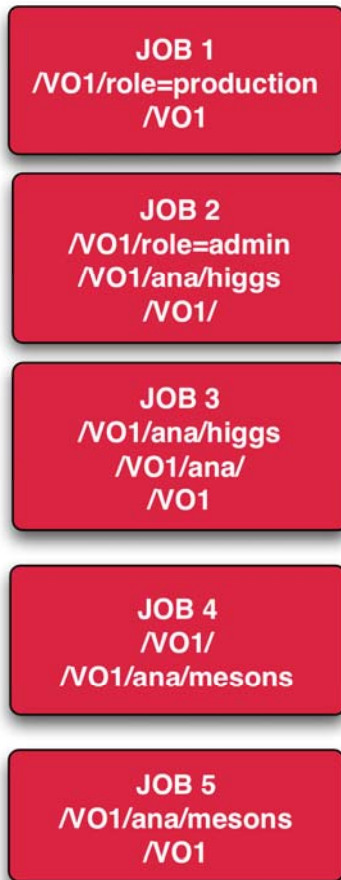 JOB 1
/VO1/role=production
/VO1
JOB 2
/VO1/role=admin
/VO1/ana/higgs
/VO1/
JOB 3
/VO1/ana/higgs
/VO1/ana/
/VO1
JOB 4
/VO1/
/VO1/ana/mesons
JOB 5
/VO1/ana/mesons
/VO1